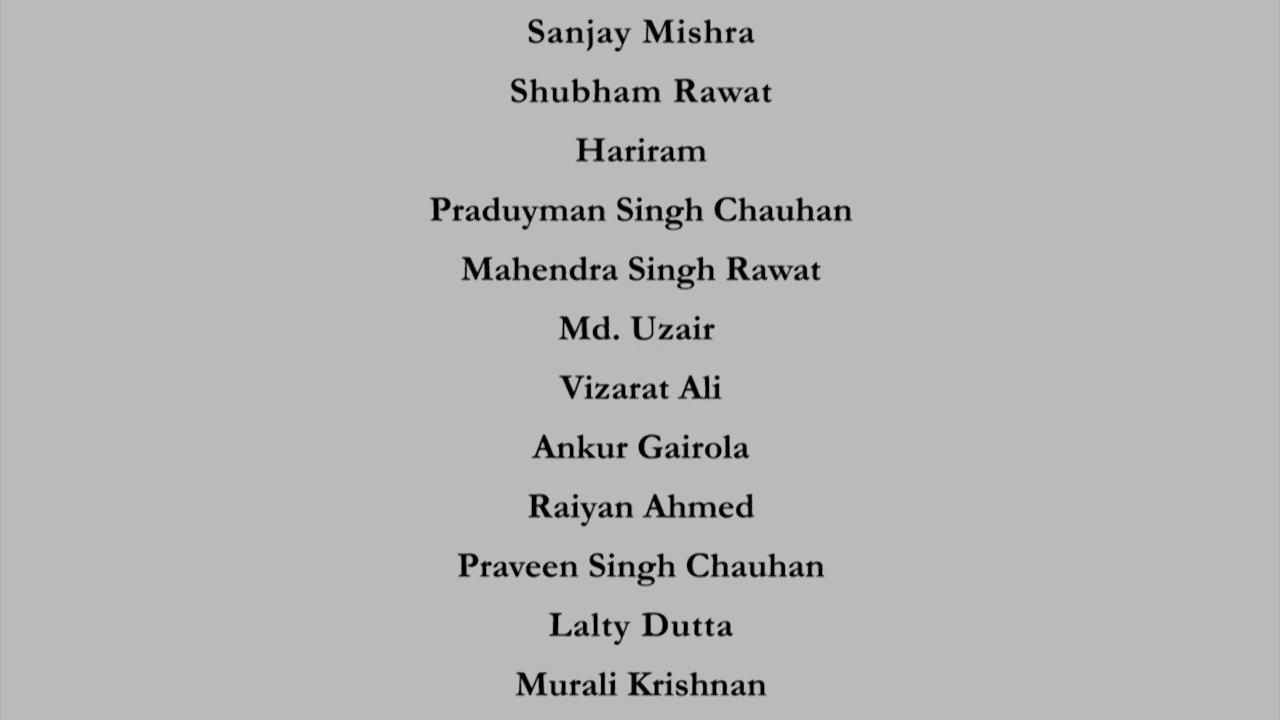 Sanjay Mishra
Shubham Rawat
Hariram
Praduyman Singh Chauhan
Mahendra Singh Rawat
Md. Uzair
Vizarat Ali
Ankur Gairola
Raiyan Ahmed
Praveen Singh Chauhan
Lalty Dutta
Murali Krishnan